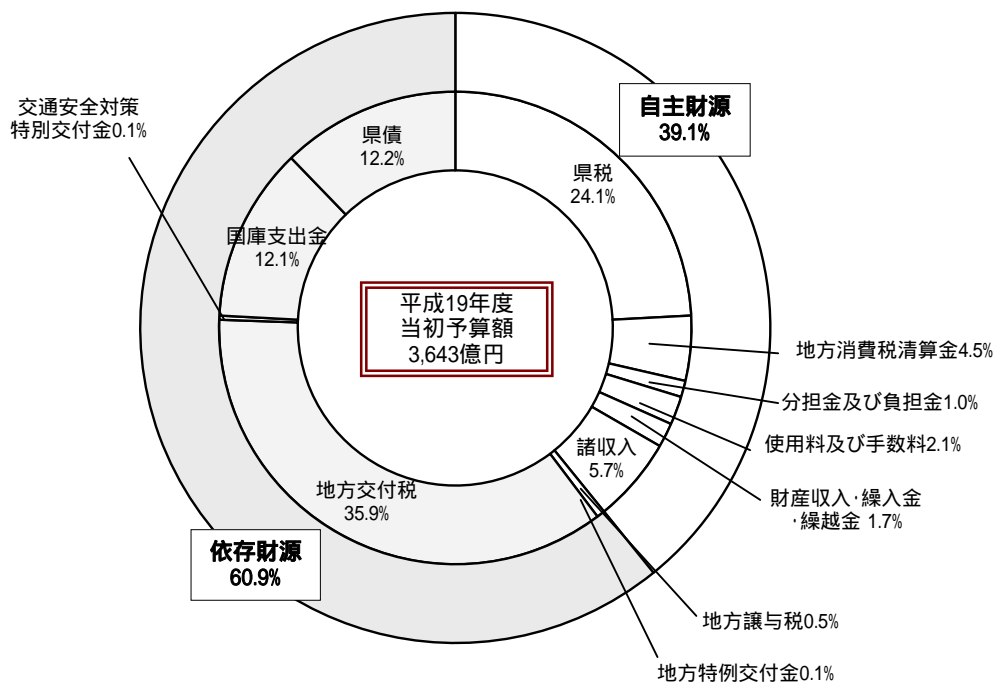 自主財源
39.1%
交通安全対策
特別交付金0.1%
県債
12.2%
県税
24.1%
国庫支出金
12.1%
平成19年度
当初予算額
3,643億円
地方消費税清算金4.5%
分担金及び負担金1.0%
使用料及び手数料2.1%
諸収入
5.7%
財産収入・繰入金
・繰越金 1.7%
地方交付税
35.9%
依存財源
60.9%
地方譲与税0.5%
地方特例交付金0.1%